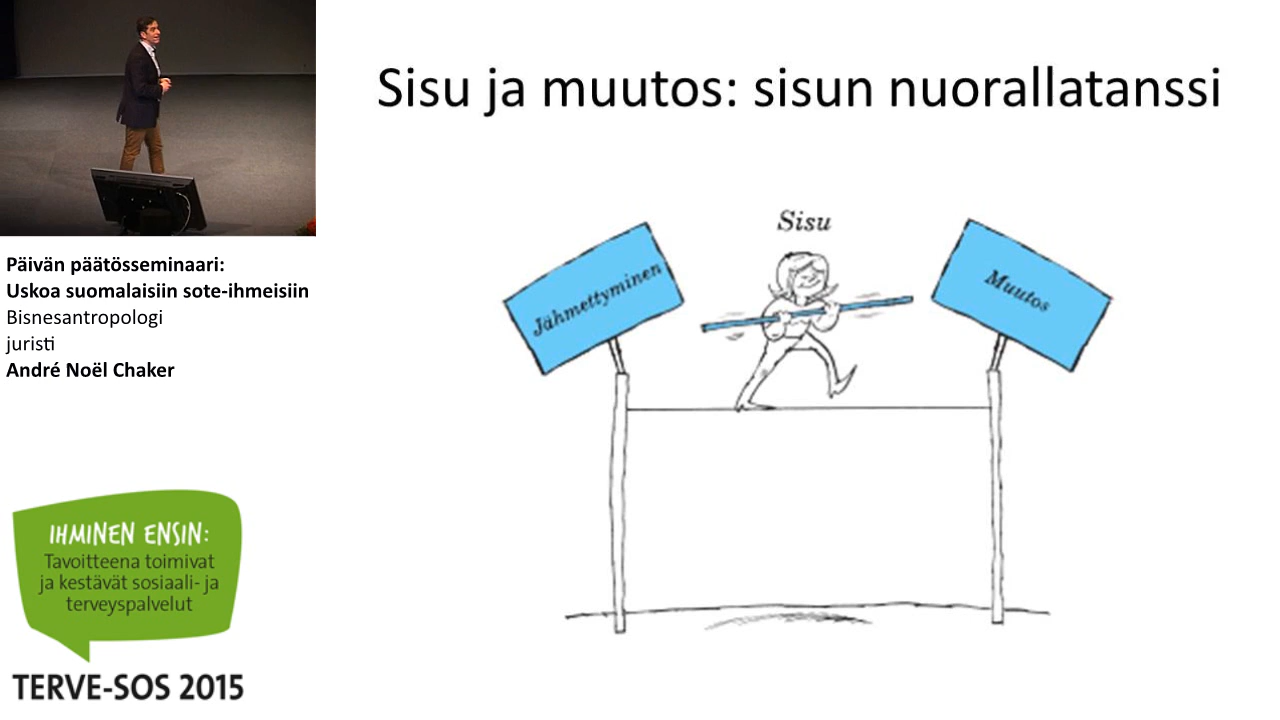 Sisu ja muutos: sisun nuorallatanssi
Sisu
Jähmettyminen
Muutos
Päivän päätösseminaari:
Uskoa suomalaisiin sote-ihmeisiin
Bisnesantropologi
juristi
André Noël Chaker
IHMINEN ENSIN:
Tavoitteena toimivat
ja kestävät sosiaali- ja
terveyspalvelut
TERVE-SOS 2015